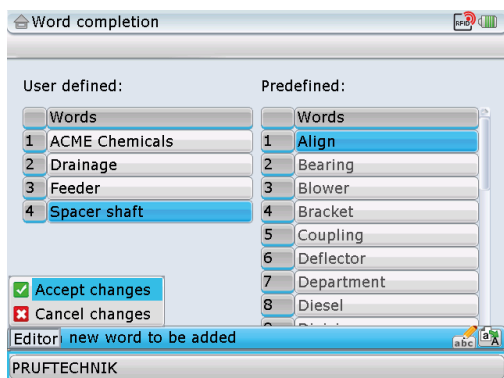 Word completion
RFID
User defined:
Words
1 ACME Chemicals
2 Drainage
3 Feeder
4 Spacer shaft
Predefined:
Words
1 Align
2 Bearing
3 Blower
4 Bracket
5 Coupling
6 Deflector
7 Department
8 Diesel
Accept changes
Cancel changes
Editor new word to be added
abc
PRUFTECHNIK